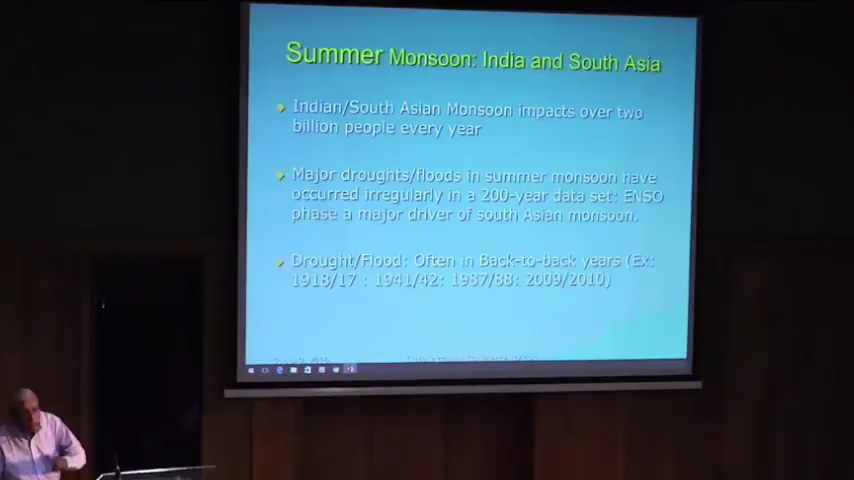 Summer Monsoon: India and South Asia
Indian/South Asian Monsoon impacts over two
billion people every year
Major droughts/floods in summer monsoon have
occurred irregularly in a 200-year data set: ENSO
phase a major driver of south Asian monsoon.
Drought/Flood: Often in Back-to-back years (Ex:
1918/17 : 1941/42: 1987/88: 2009/2010)